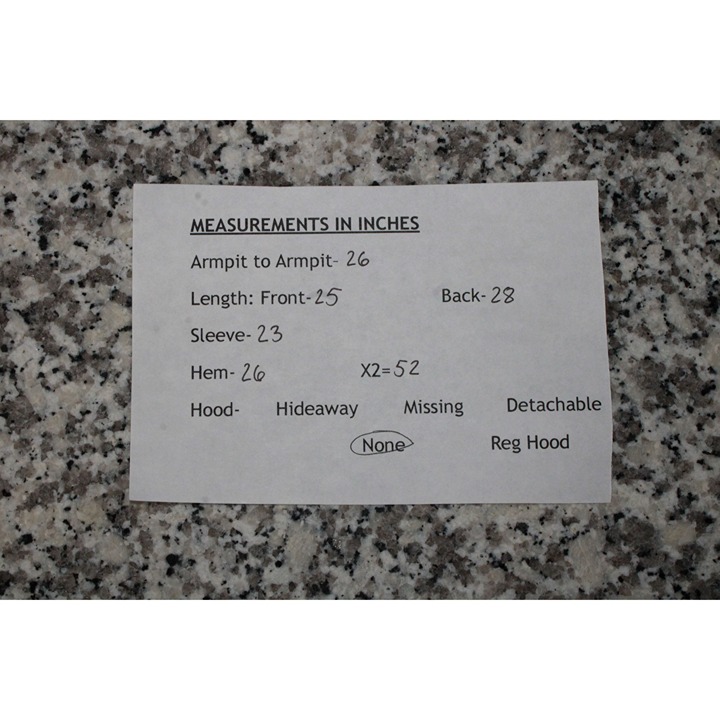 MEASUREMENTS IN INCHES
Armpit to Armpit- 26
Length: Front- 25 Back- 28
Sleeve- 23
Hem- 26 X2= 52
Hood- Hideaway Missing Detachable
None Reg Hood